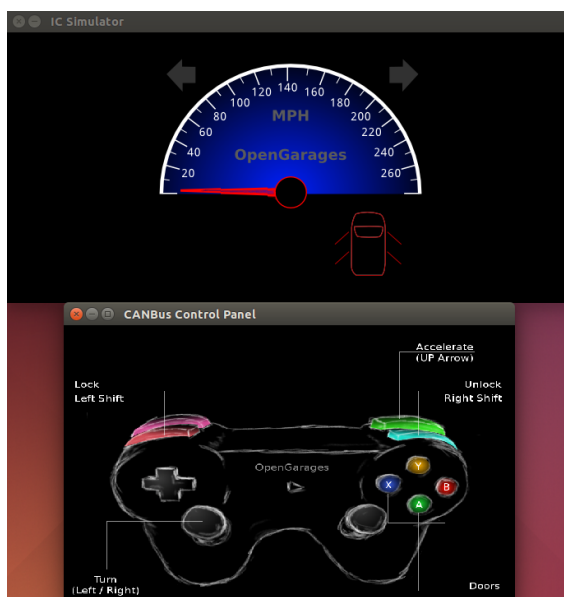 IC Simulator
20
40
60
80
100
120
140
160
180
200
220
240
260
MPH
OpenGarages
CANBus Control Panel
Accelerate
(UP Arrow)
Lock
Left Shift
Unlock
Right Shift
OpenGarages
Y
X
B
A
Turn
(Left / Right)
Doors